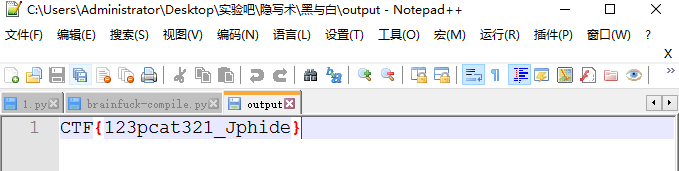 C:\Users\Administrator\Desktop\实验吧\隐写术\黑与白\output - Notepad++
文件(F) 编辑(E) 搜索(S) 视图(V) 编码(N) 语言(L) 设置(T) 工具(O) 宏(M) 运行(R) 插件(P) 窗口(W) ?
X
1.py brainfuck-compile.py output
1 CTF{123pcat321_Jphide}